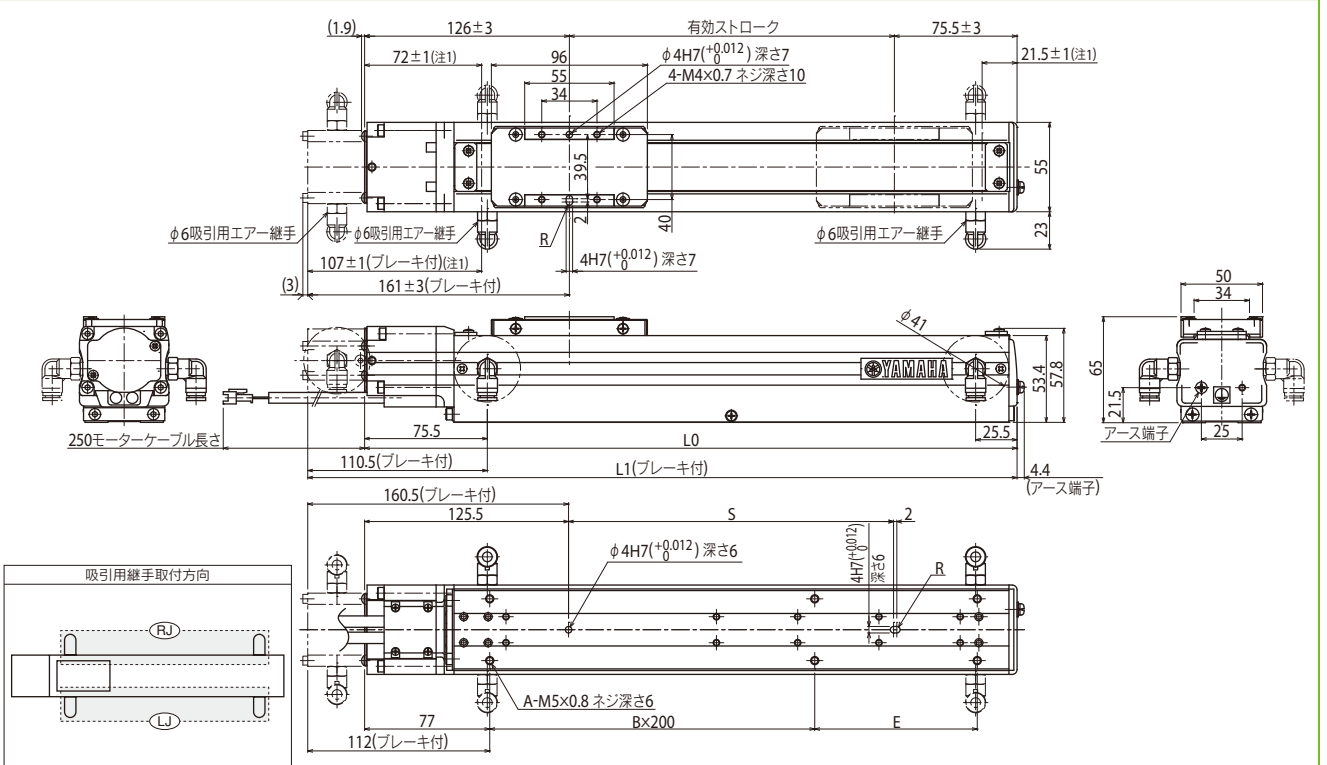 (1.9)
126±3
有効ストローク
75.5±3
72±1(注1)
96
φ4H7(+0.012 0) 深さ7
21.5±1(注1)
55
4-M4×0.7 ネジ深さ10
34
39.5
2
40
55
23
φ6吸引用エアー継手
φ6吸引用エアー継手
R
φ6吸引用エアー継手
107±1(ブレーキ付)(注1)
4H7(+0.012 0) 深さ7
(3)
161±3(ブレーキ付)
50
34
φ41
YAMAHA
53.4
57.8
65
21.5
アース端子
25
250モーターケーブル長さ
75.5
L0
25.5
110.5(ブレーキ付)
L1(ブレーキ付)
4.4
(アース端子)
160.5(ブレーキ付)
125.5
S
2
φ4H7(+0.012 0) 深さ6
4H7(+0.012 0)
深さ6
R
吸引用継手取付方向
RJ
LJ
A-M5×0.8 ネジ深さ6
77
B×200
E
112(ブレーキ付)